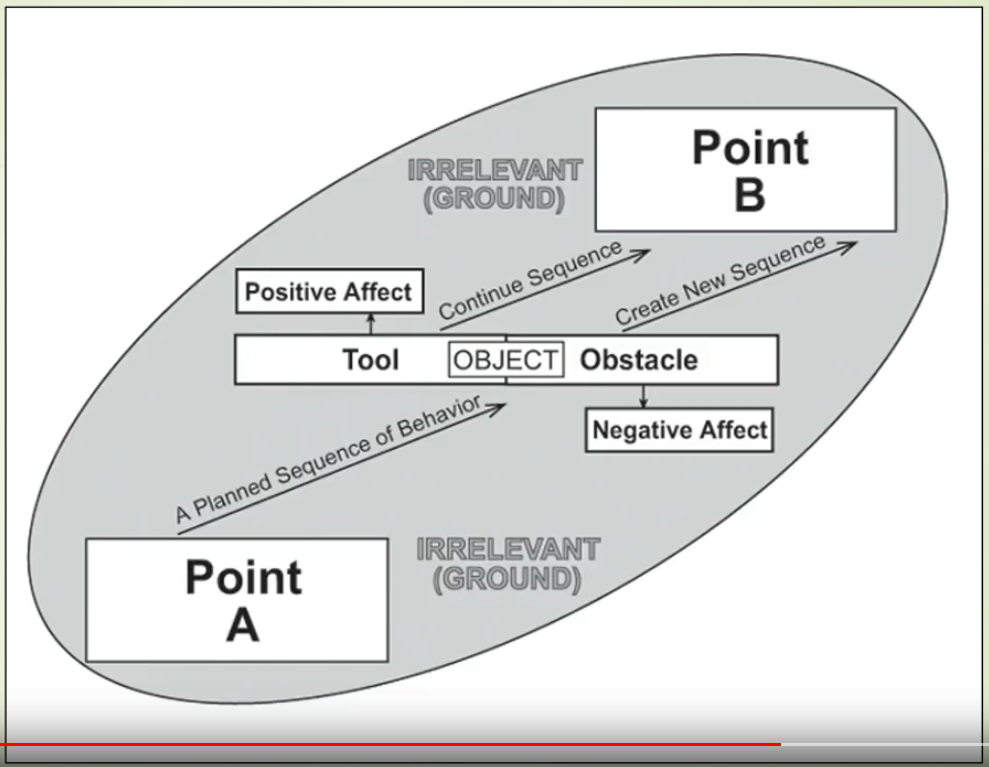 Point
B
IRRELEVANT
(GROUND)
Continue Sequence
Create New Sequence
Positive Affect
Tool
OBJECT
Obstacle
Negative Affect
A Planned Sequence of Behavior
IRRELEVANT
(GROUND)
Point
A